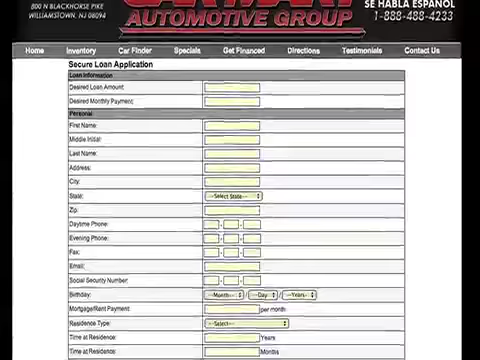 800 N BLACKHORSE PIKE
WILLIAMSTOWN, NJ 08094
CAR MART
AUTOMOTIVE GROUP
SE HABLA ESPAÑOL
1-888-488-4233
Home Inventory Car Finder Specials Get Financed Directions Testimonials Contact Us
Secure Loan Application
Loan Information
Desired Loan Amount:
Desired Monthly Payment:
Personal
First Name:
Middle Initial:
Last Name:
Address:
City:
State: --Select State--
Zip:
Daytime Phone: - -
Evening Phone: - -
Fax: - -
Email:
Social Security Number: - -
Birthday: --Month-- / --Day-- / --Years--
Mortgage/Rent Payment: per month
Residence Type: --Select--
Time at Residence: Years
Time at Residence: Months